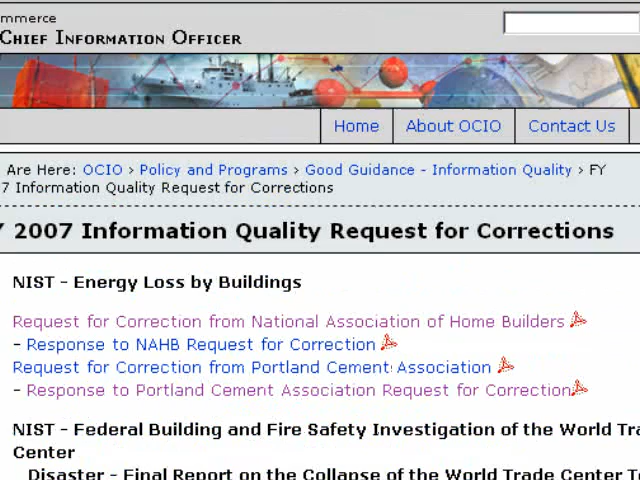 mmerce
CHIEF INFORMATION OFFICER
Home About OCIO Contact Us
Are Here: OCIO > Policy and Programs > Good Guidance - Information Quality > FY
7 Information Quality Request for Corrections
Y 2007 Information Quality Request for Corrections
NIST - Energy Loss by Buildings
Request for Correction from National Association of Home Builders
- Response to NAHB Request for Correction
Request for Correction from Portland Cement Association
- Response to Portland Cement Association Request for Correction
NIST - Federal Building and Fire Safety Investigation of the World Tra
Center
Disaster - Final Report on the Collapse of the World Trade Center T